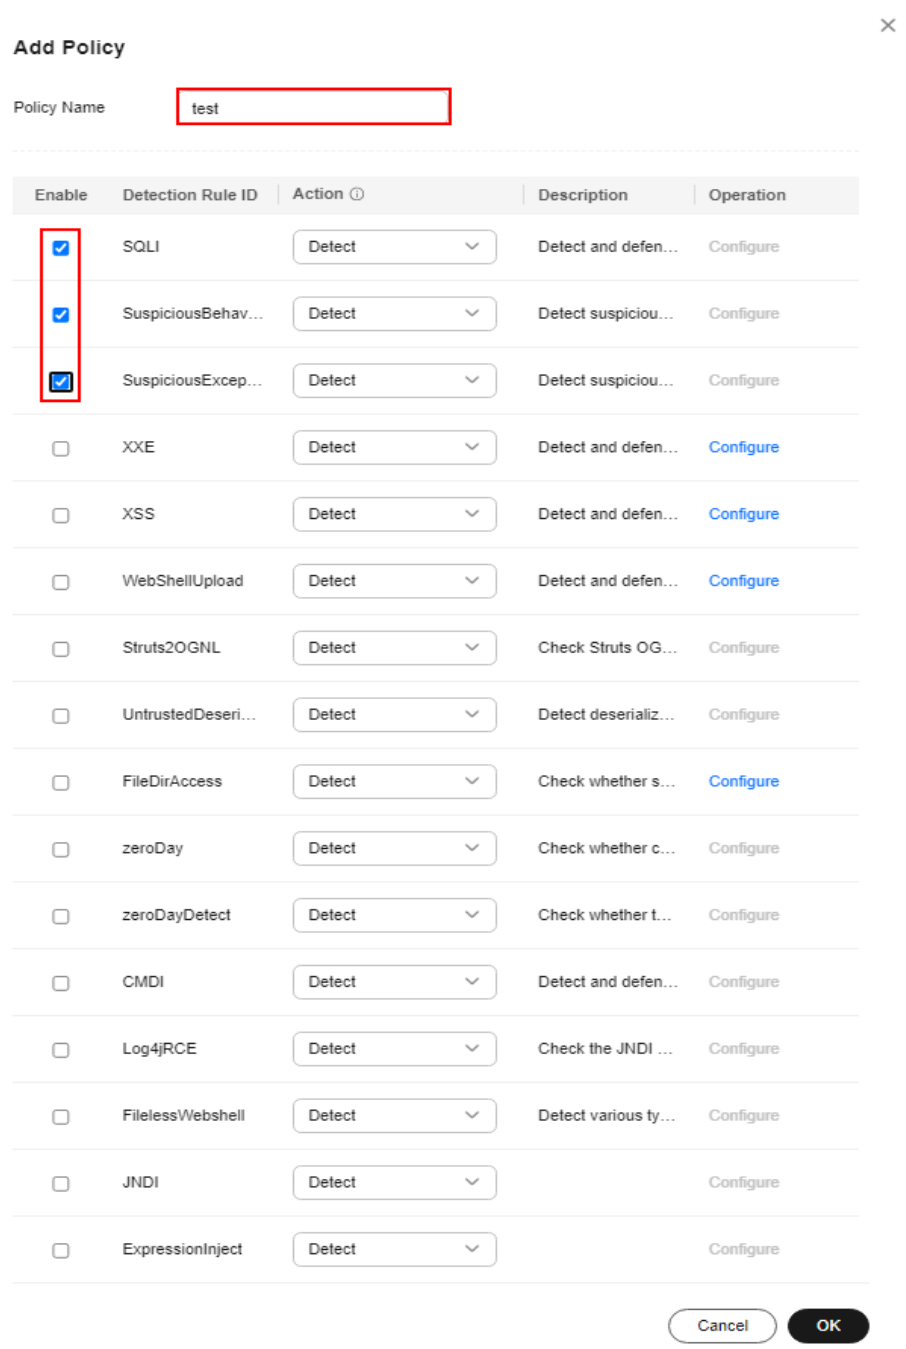 Add Policy
Policy Name test
Enable Detection Rule ID Action Description Operation
SQLI Detect Detect and defen... Configure
SuspiciousBehav... Detect Detect suspiciou... Configure
SuspiciousExcep... Detect Detect suspiciou... Configure
XXE Detect Detect and defen... Configure
XSS Detect Detect and defen... Configure
WebShellUpload Detect Detect and defen... Configure
Struts2OGNL Detect Check Struts OG... Configure
UntrustedDeseri... Detect Detect deserializ... Configure
FileDirAccess Detect Check whether s... Configure
zeroDay Detect Check whether c... Configure
zeroDayDetect Detect Check whether t... Configure
CMDI Detect Detect and defen... Configure
Log4jRCE Detect Check the JNDI ... Configure
FilelessWebshell Detect Detect various ty... Configure
JNDI Detect Configure
ExpressionInject Detect Configure
Cancel OK